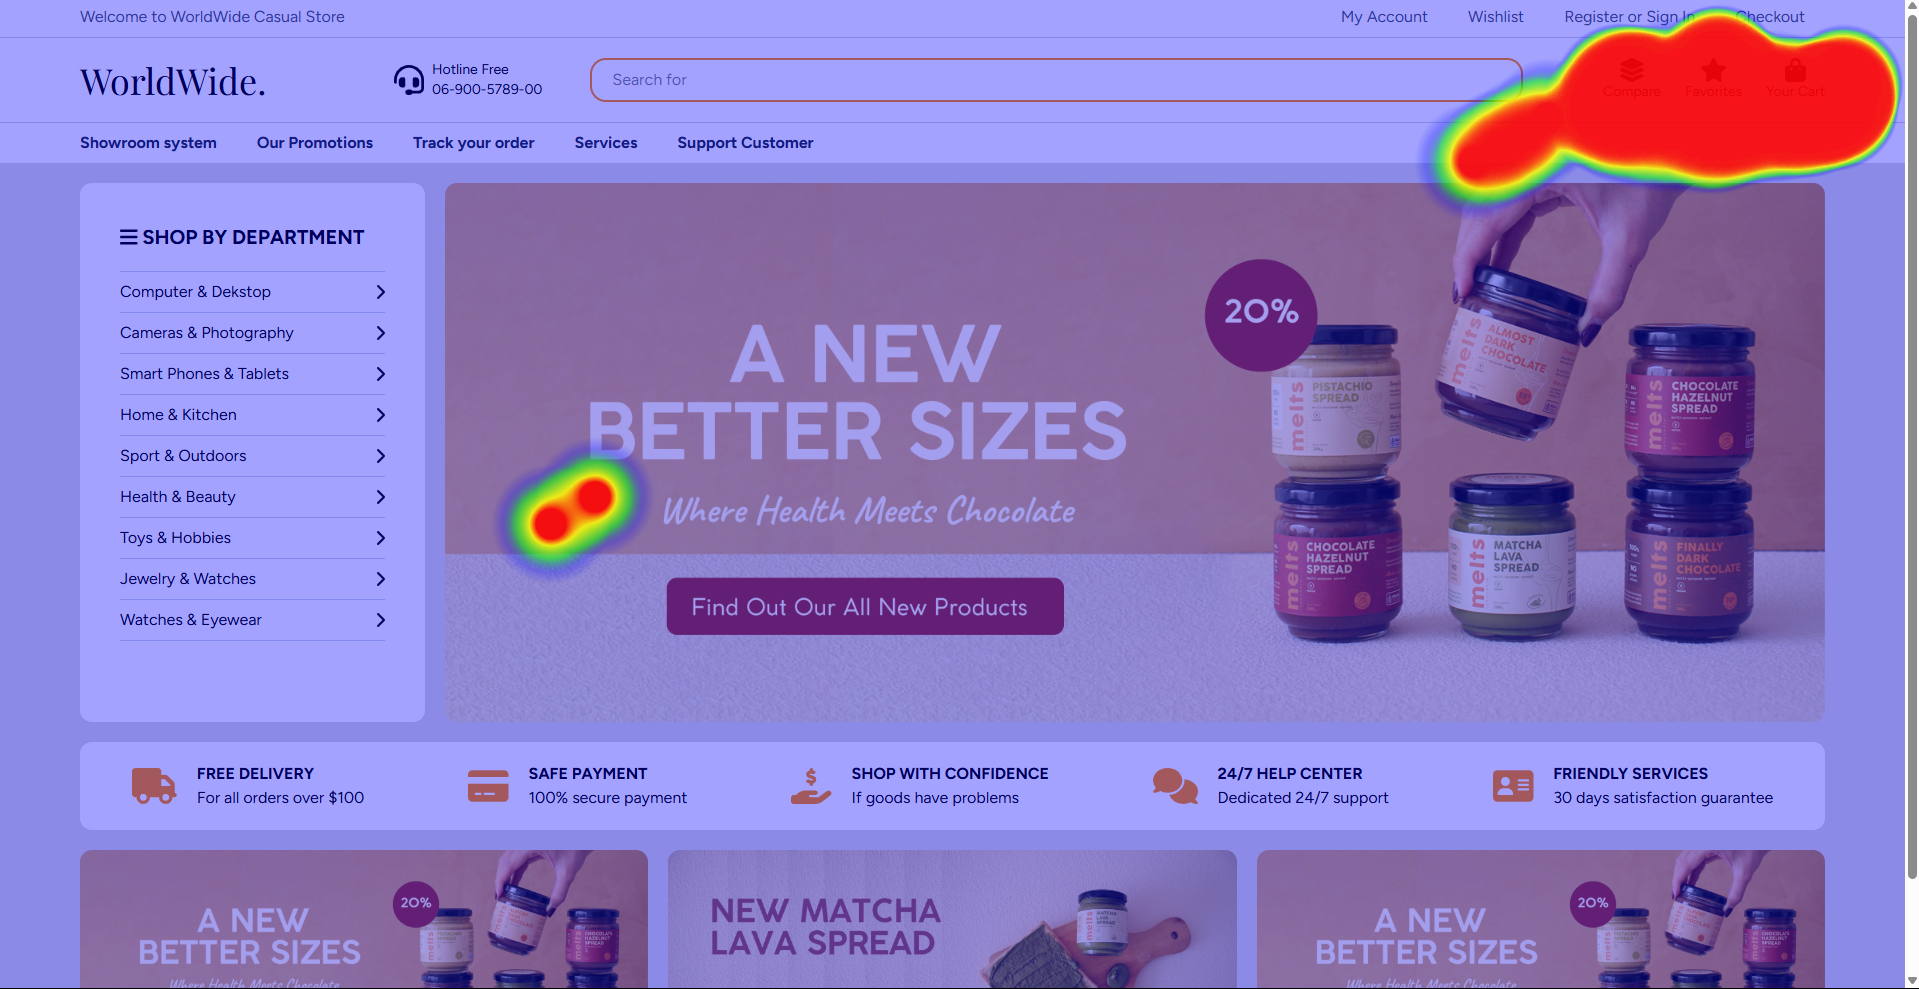 Welcome to WorldWide Casual Store
My Account
Wishlist
Register or Sign In
Checkout
WorldWide.
Hotline Free
06-900-5789-00
Search for
Compare
Favorites
Your Cart
Showroom system
Our Promotions
Track your order
Services
Support Customer
SHOP BY DEPARTMENT
Computer & Dekstop
Cameras & Photography
Smart Phones & Tablets
Home & Kitchen
Sport & Outdoors
Health & Beauty
Toys & Hobbies
Jewelry & Watches
Watches & Eyewear
A NEW
BETTER SIZES
Where Health Meets Chocolate
Find Out Our All New Products
20%
melts
PISTACHIO
SPREAD
melts
ALMOST
DARK
CHOCOLATE
melts
CHOCOLATE
HAZELNUT
SPREAD
melts
CHOCOLATE
HAZELNUT
SPREAD
melts
MATCHA
LAVA
SPREAD
melts
FINALLY
DARK
CHOCOLATE
FREE DELIVERY
For all orders over $100
SAFE PAYMENT
100% secure payment
SHOP WITH CONFIDENCE
If goods have problems
24/7 HELP CENTER
Dedicated 24/7 support
FRIENDLY SERVICES
30 days satisfaction guarantee
A NEW
BETTER SIZES
Where Health Meets Chocolate
20%
NEW MATCHA
LAVA SPREAD
A NEW
BETTER SIZES
Where Health Meets Chocolate
20%